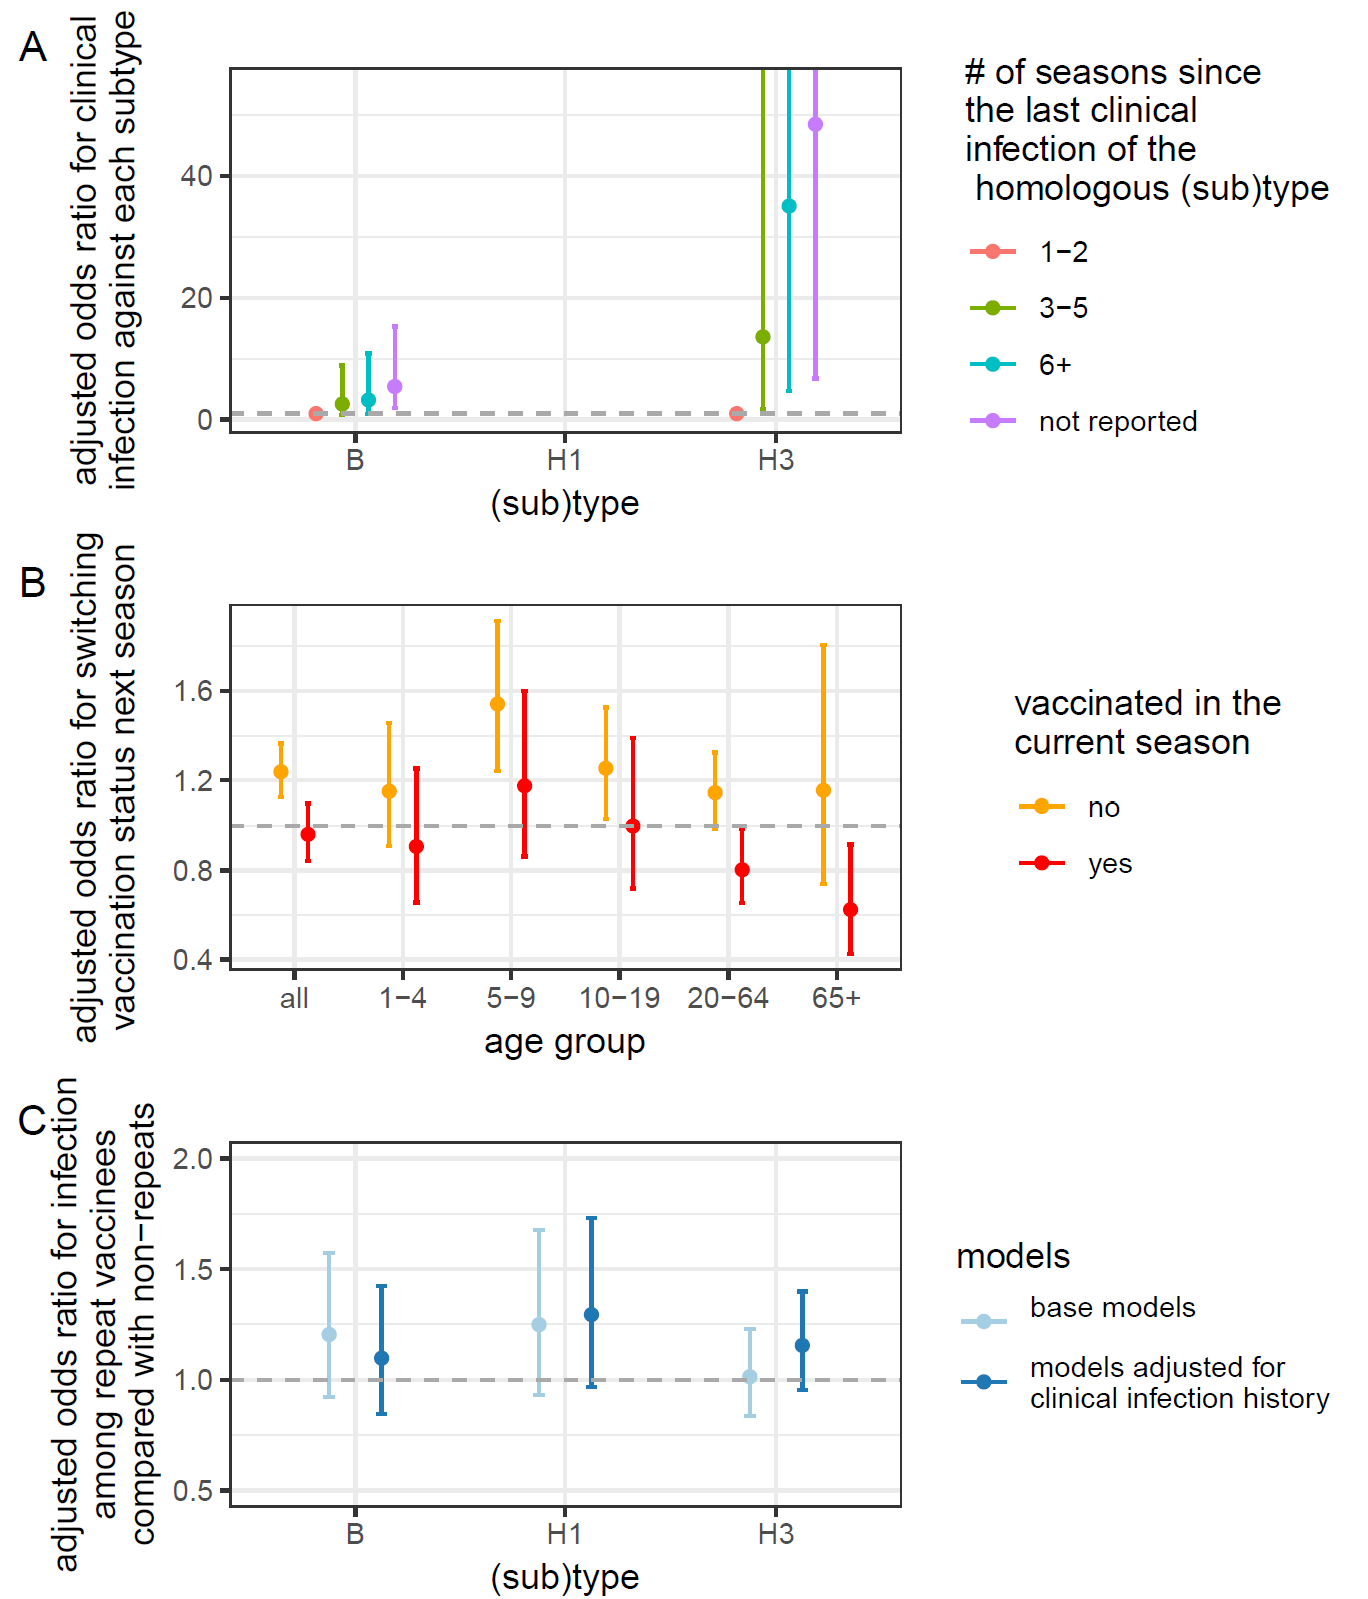 A
adjusted odds ratio for clinical
infection against each subtype
40
20
0
B
H1
H3
(sub)type
# of seasons since
the last clinical
infection of the
homologous (sub)type
1−2
3−5
6+
not reported
B
adjusted odds ratio for switching
vaccination status next season
1.6
1.2
0.8
0.4
all
1−4
5−9
10−19
20−64
65+
age group
vaccinated in the
current season
no
yes
C
adjusted odds ratio for infection
among repeat vaccinees
compared with non−repeats
2.0
1.5
1.0
0.5
B
H1
H3
(sub)type
models
base models
models adjusted for
clinical infection history